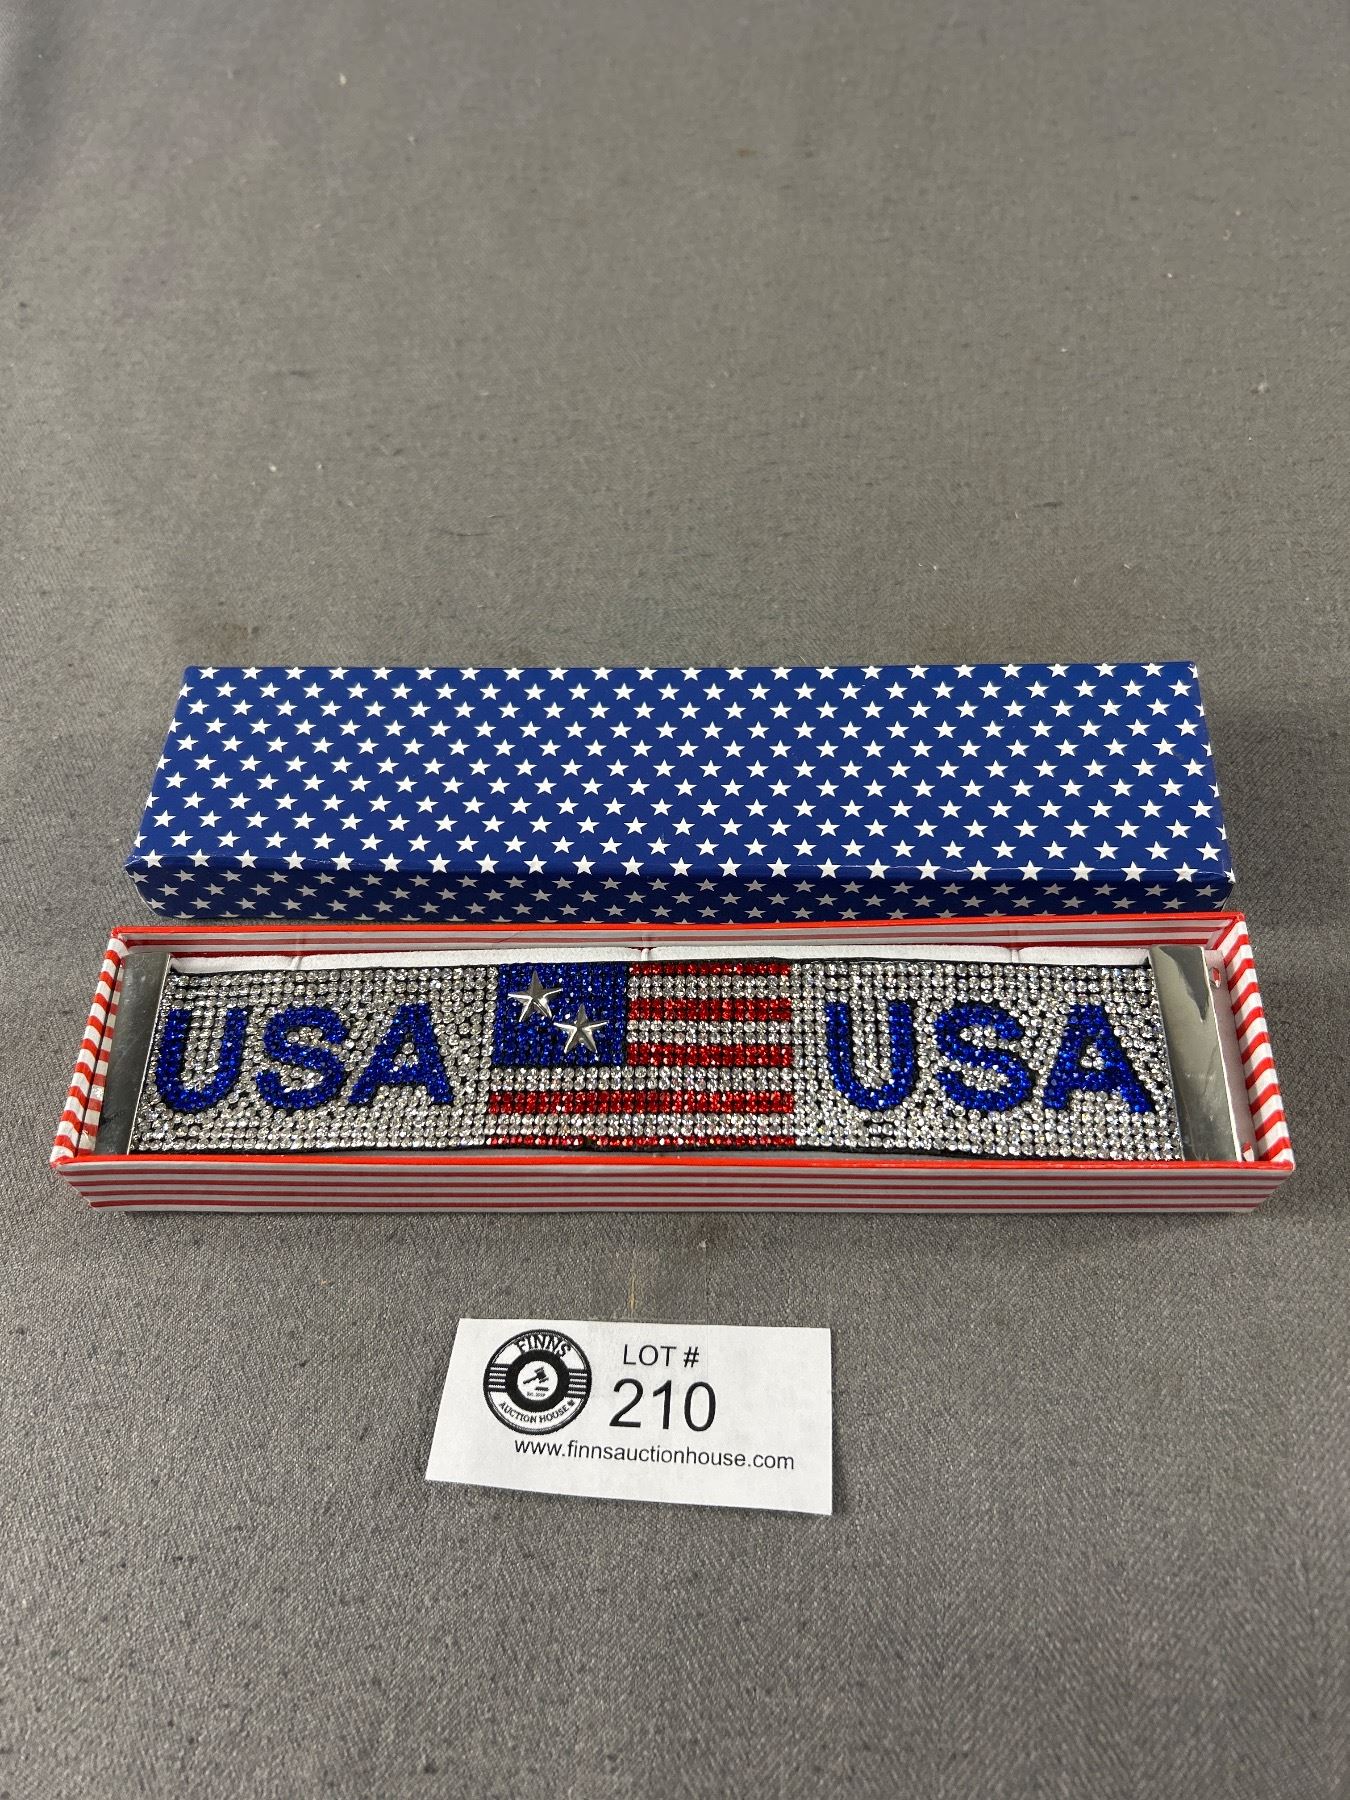 USA USA
FINNS
AUCTION HOUSE
LOT #
210
www.finnsauctionhouse.com